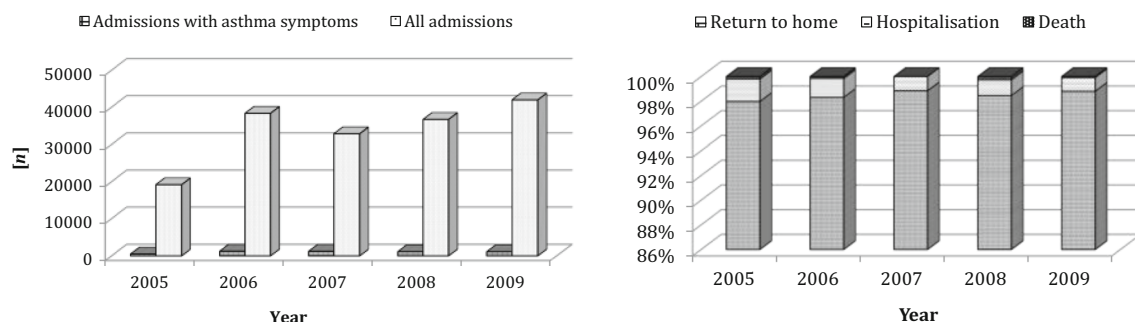 Admissions with asthma symptoms All admissions
50000
40000
30000
20000
10000
0
[n]
2005 2006 2007 2008 2009
Year
Return to home Hospitalisation Death
100%
98%
96%
94%
92%
90%
88%
86%
2005 2006 2007 2008 2009
Year